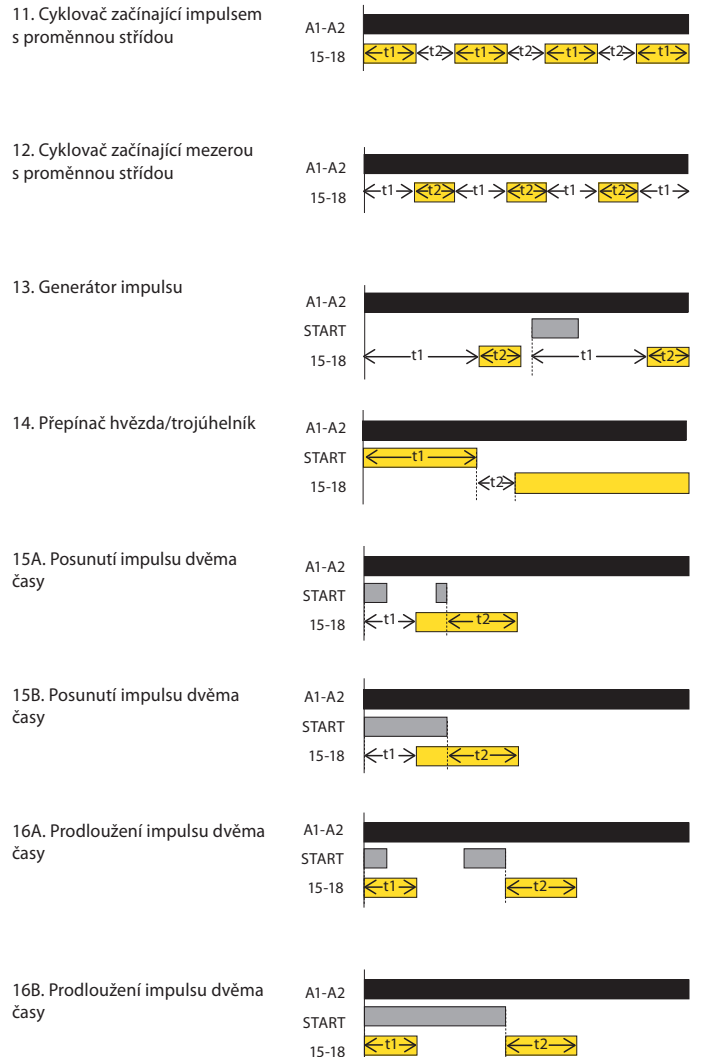 11. Cyklovač začínající impulsem
s proměnnou střídou
A1-A2
15-18
t1 t2 t1 t2 t1 t2 t1
12. Cyklovač začínající mezerou
s proměnnou střídou
A1-A2
15-18
t1 t2 t1 t2 t1 t2 t1
13. Generátor impulsu
A1-A2
START
15-18
t1 t2 t1 t2
14. Přepínač hvězda/trojúhelník
A1-A2
START
t1
15-18
t2
15A. Posunutí impulsu dvěma
časy
A1-A2
START
15-18
t1 t2
15B. Posunutí impulsu dvěma
časy
A1-A2
START
15-18
t1 t2
16A. Prodloužení impulsu dvěma
časy
A1-A2
START
15-18
t1 t2
16B. Prodloužení impulsu dvěma
časy
A1-A2
START
15-18
t1 t2